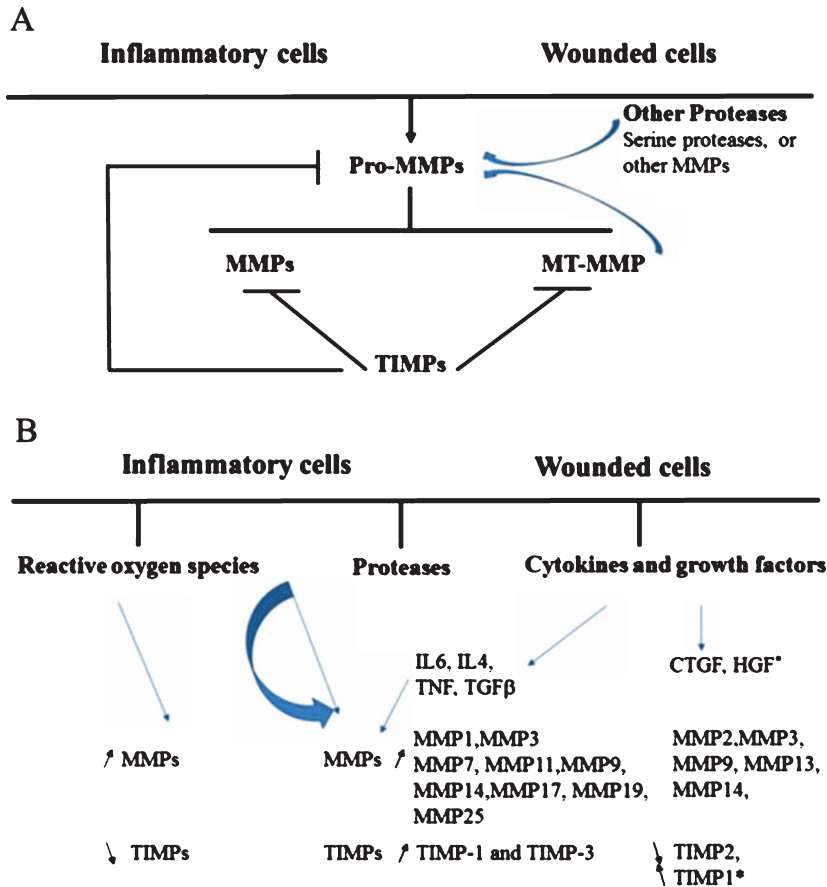 A
Inflammatory cells Wounded cells
Other Proteases
Serine proteases, or
other MMPs
Pro-MMPs
MMPs MT-MMP
TIMPs
B
Inflammatory cells Wounded cells
Reactive oxygen species Proteases Cytokines and growth factors
IL6, IL4,
TNF, TGFβ
CTGF, HGF*
MMPs
MMPs
MMP1,MMP3
MMP7, MMP11,MMP9,
MMP14,MMP17, MMP19,
MMP25
MMP2,MMP3,
MMP9, MMP13,
MMP14,
TIMPs
TIMPs TIMP-1 and TIMP-3
TIMP2,
TIMP1*